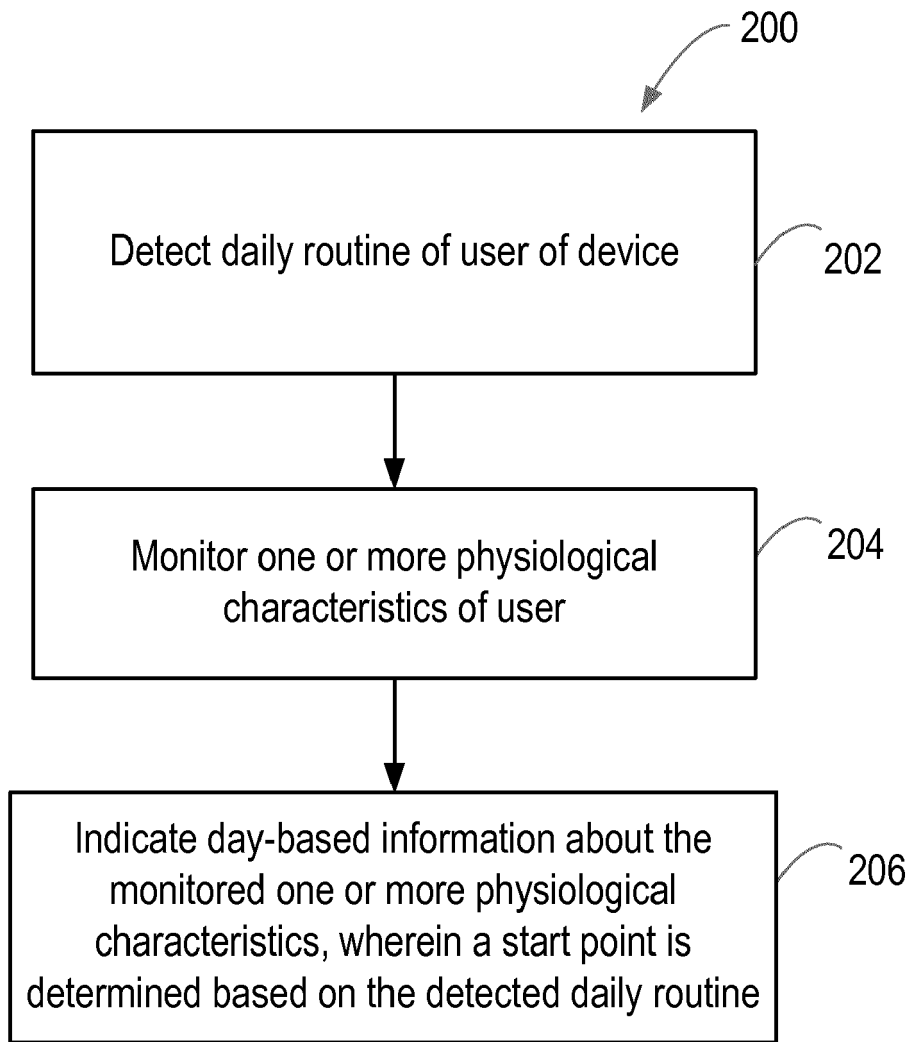 200
Detect daily routine of user of device
202
Monitor one or more physiological
characteristics of user
204
Indicate day-based information about the
monitored one or more physiological
characteristics, wherein a start point is
determined based on the detected daily routine
206